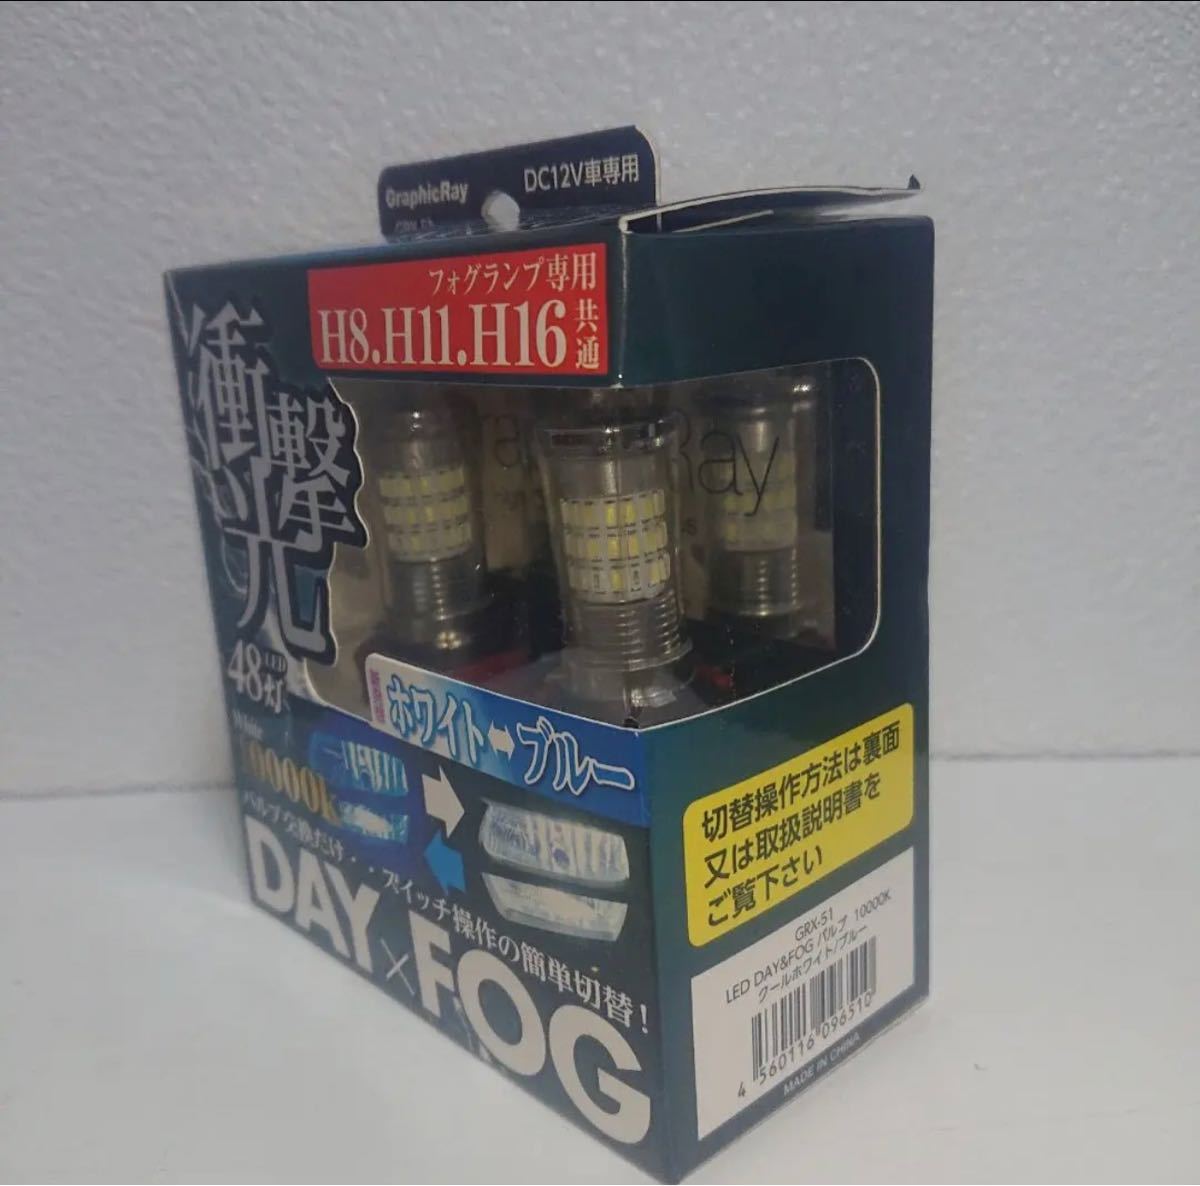 GraphicRay
DC12V車専用
GRX-51
フォグランプ専用
H8.H11.H16共通
衝撃光
LED
48灯
Ray
ホワイト⇔ブルー
White
10000k
バルブ交換だけ・・スイッチ操作の簡単切替!
DAY×FOG
切替操作方法は裏面
又は取扱説明書を
ご覧下さい
GRX-51
LED DAY&FOG バルブ 10000K
クールホワイト/ブルー
4 560116 096510
MADE IN CHINA